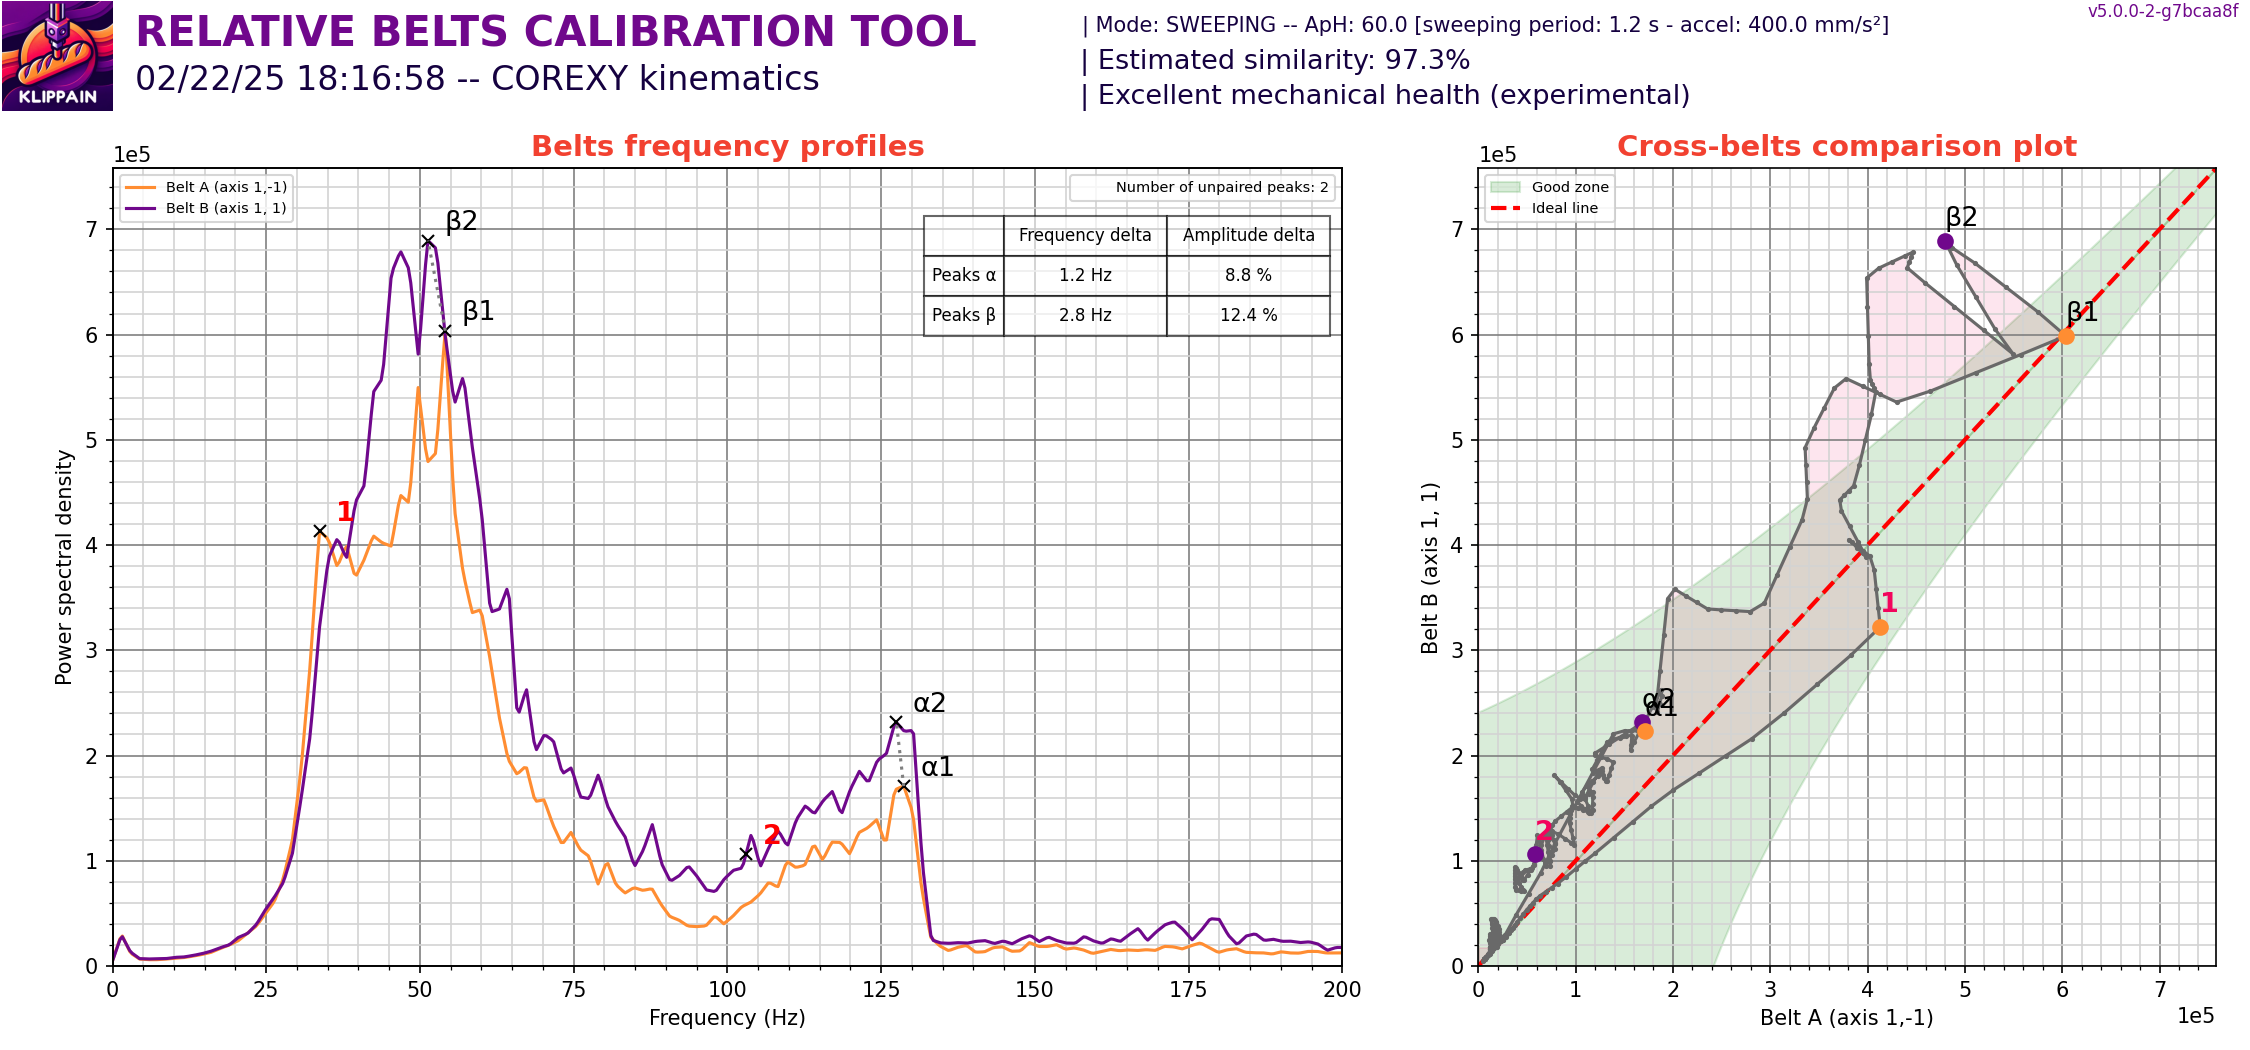 KLIPPAIN
RELATIVE BELTS CALIBRATION TOOL
02/22/25 18:16:58 -- COREXY kinematics
| Mode: SWEEPING -- ApH: 60.0 [sweeping period: 1.2 s - accel: 400.0 mm/s²]
| Estimated similarity: 97.3%
| Excellent mechanical health (experimental)
v5.0.0-2-g7bcaa8f
Belts frequency profiles
1e5
Belt A (axis 1,-1)
Belt B (axis 1, 1)
Number of unpaired peaks: 2
Frequency delta Amplitude delta
Peaks α 1.2 Hz 8.8 %
Peaks β 2.8 Hz 12.4 %
β2
β1
1
α2
α1
2
7
6
5
4
3
2
1
0
Power spectral density
0 25 50 75 100 125 150 175 200
Frequency (Hz)
Cross-belts comparison plot
1e5
Good zone
Ideal line
β2
β1
1
α2
α1
2
7
6
5
4
3
2
1
0
Belt B (axis 1, 1)
0 1 2 3 4 5 6 7
Belt A (axis 1,-1)
1e5